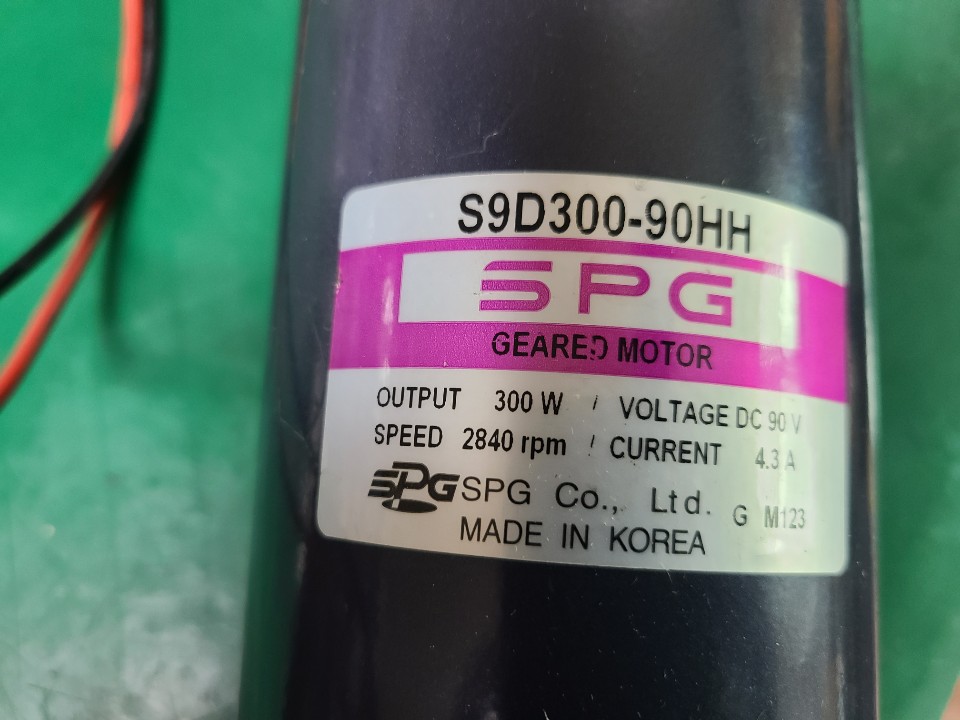 S9D300-90HH
SPG
GEARED MOTOR
OUTPUT 300 W / VOLTAGE DC 90 V
SPEED 2840 rpm / CURRENT 4.3 A
SPG SPG Co., Ltd. G M123
MADE IN KOREA